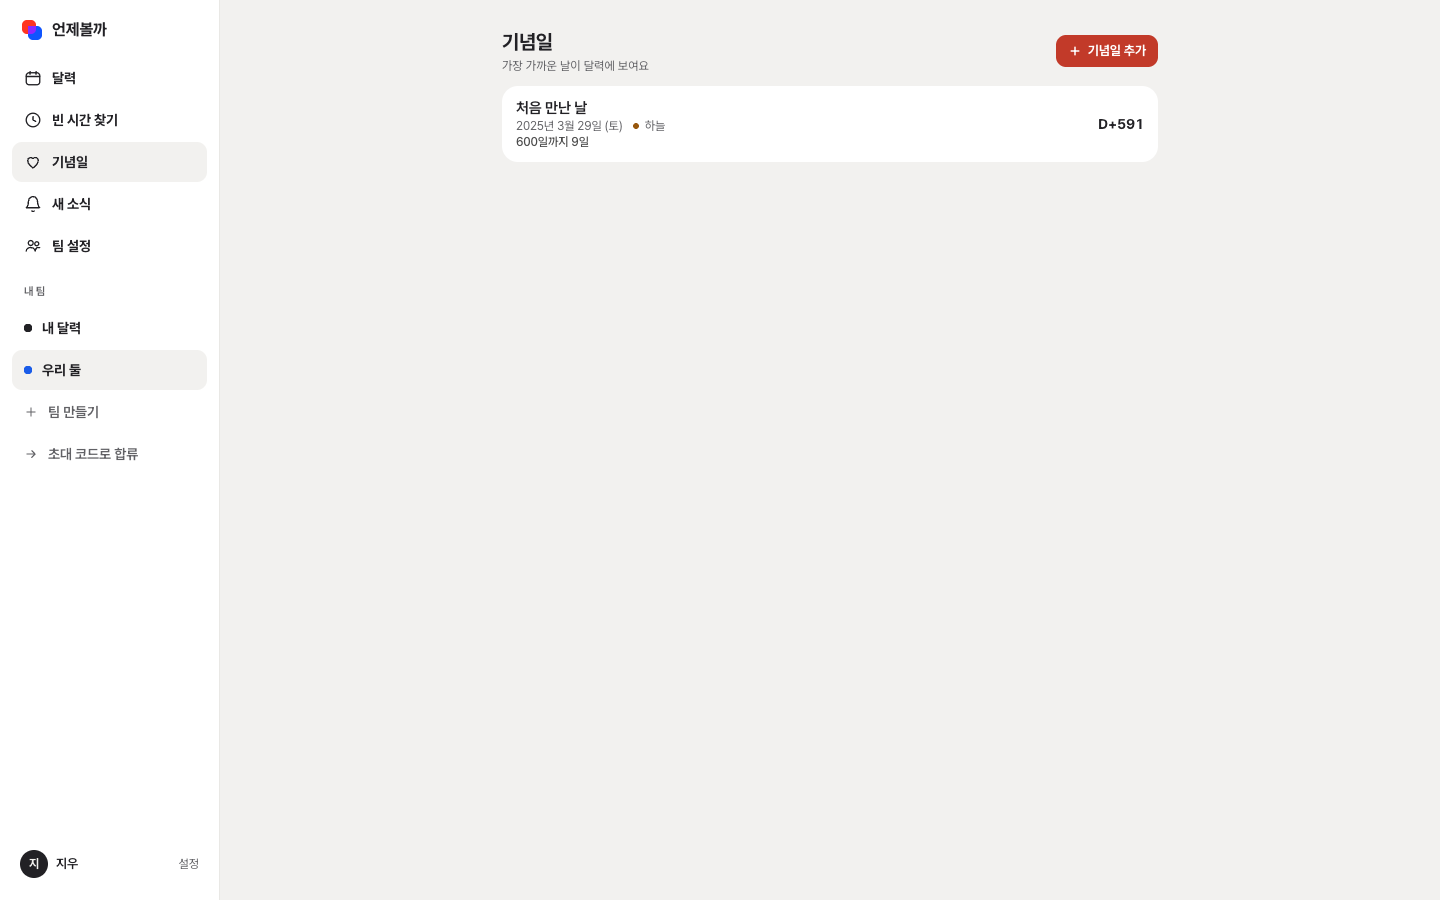 언제볼까
달력
빈 시간 찾기
기념일
새 소식
팀 설정
내 팀
내 달력
우리 둘
팀 만들기
초대 코드로 합류
지 지우 설정
기념일
가장 가까운 날이 달력에 보여요
+ 기념일 추가
처음 만난 날
2025년 3월 29일 (토) 하늘
600일까지 9일
D+591